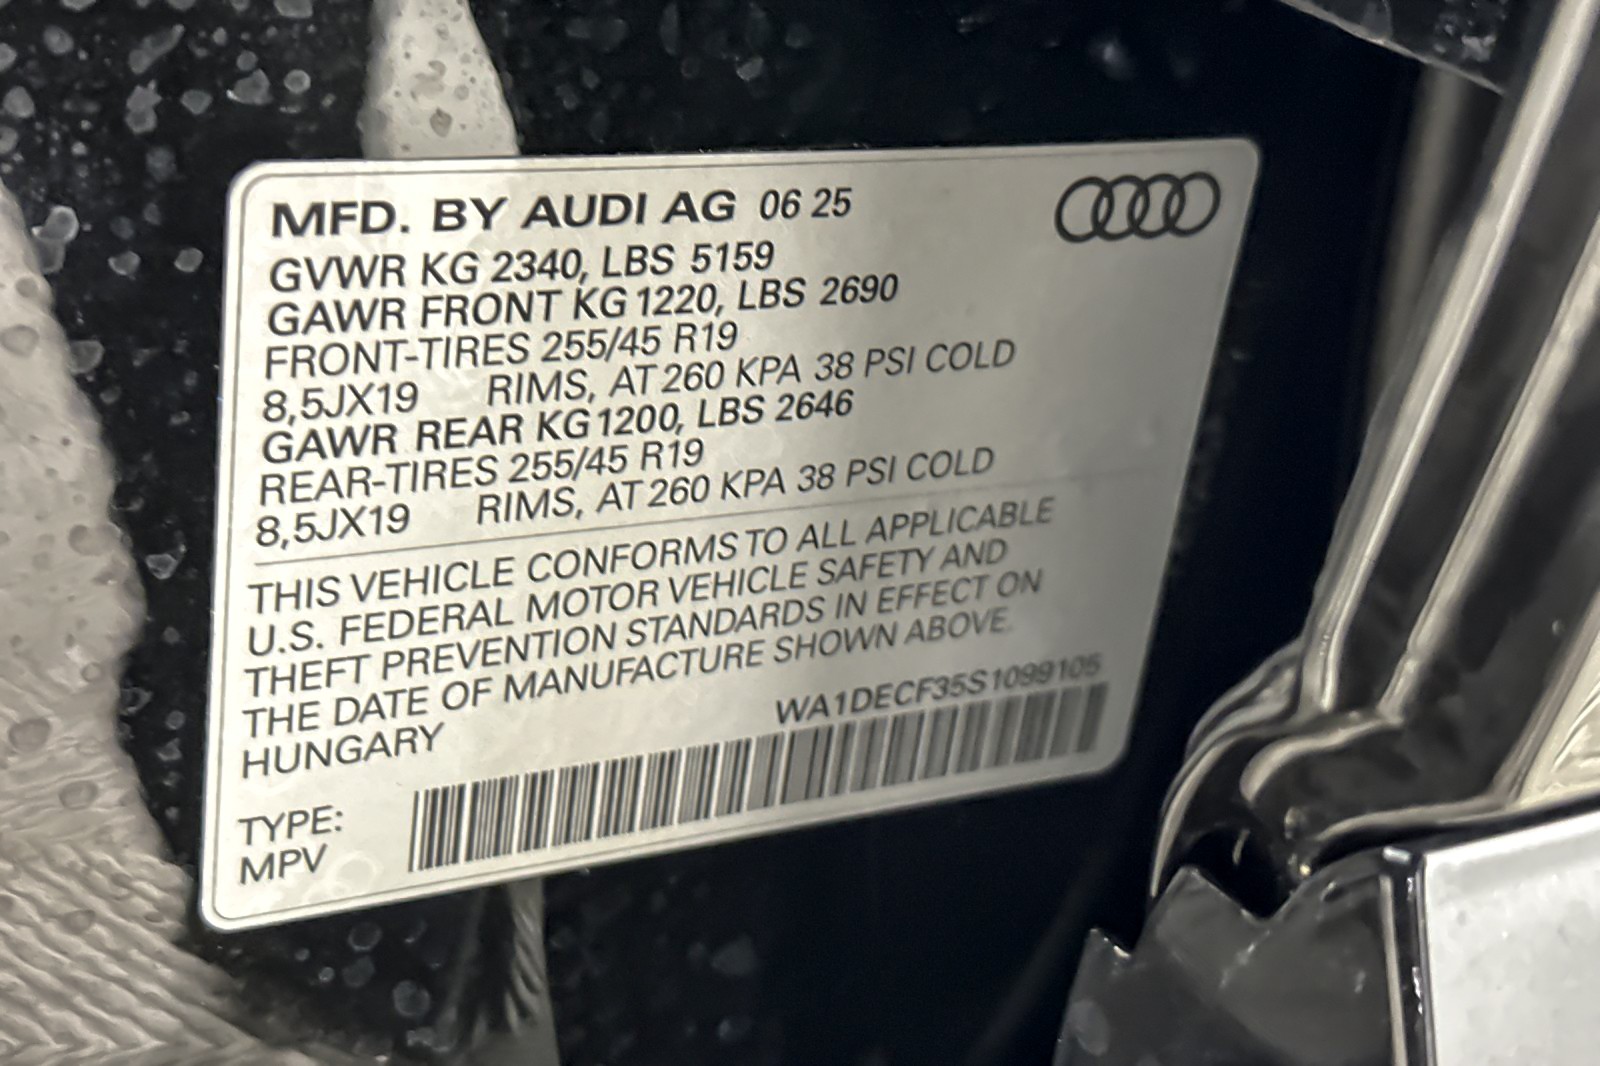 MFD. BY AUDI AG 06 25
GVWR KG 2340, LBS 5159
GAWR FRONT KG 1220, LBS 2690
FRONT-TIRES 255/45 R19
8,5JX19 RIMS, AT 260 KPA 38 PSI COLD
GAWR REAR KG 1200, LBS 2646
REAR-TIRES 255/45 R19
8,5JX19 RIMS, AT 260 KPA 38 PSI COLD
THIS VEHICLE CONFORMS TO ALL APPLICABLE
U.S. FEDERAL MOTOR VEHICLE SAFETY AND
THEFT PREVENTION STANDARDS IN EFFECT ON
THE DATE OF MANUFACTURE SHOWN ABOVE.
HUNGARY
WA1DECF35S1099105
TYPE:
MPV